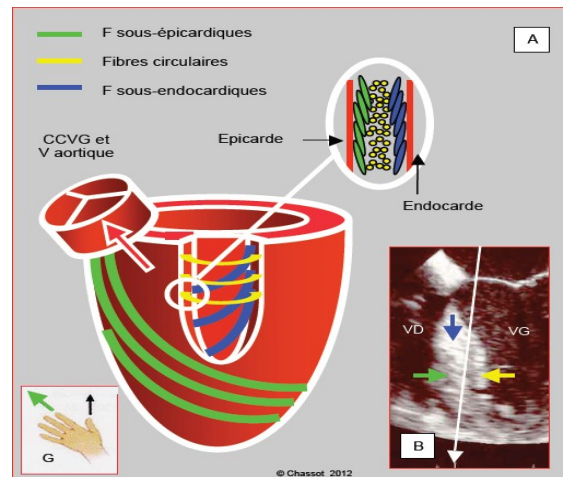 F sous-épicardiques
A
Fibres circulaires
F sous-endocardiques
CCVG et
V aortique
Epicarde
Endocarde
VD
VG
G
B
© Chassot 2012